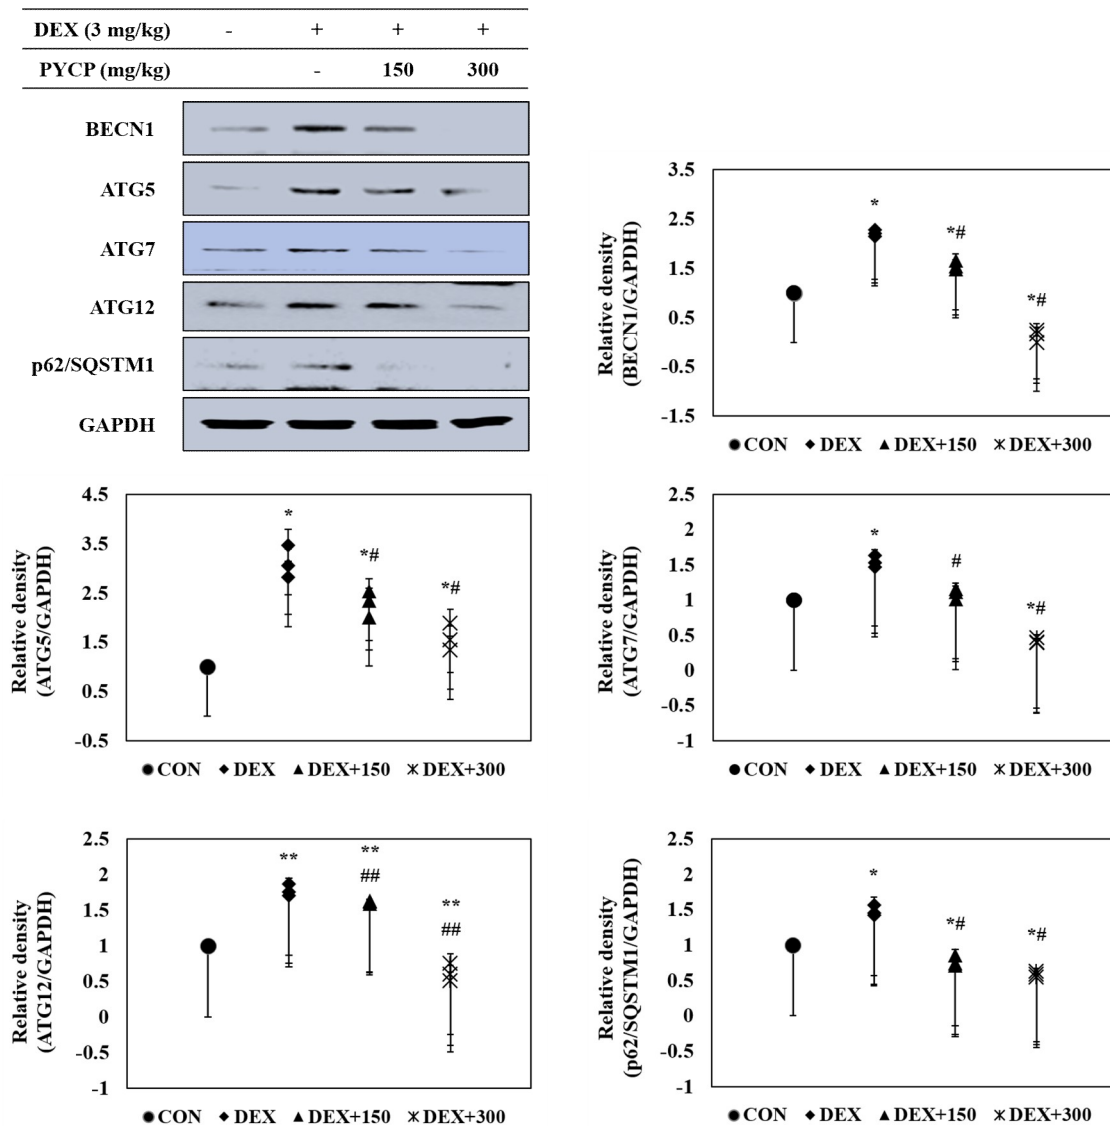 DEX (3 mg/kg) - + + +
PYCP (mg/kg) - 150 300
BECN1
ATG5
ATG7
ATG12
p62/SQSTM1
GAPDH
Relative density
(BECN1/GAPDH)
3.5
2.5
1.5
0.5
-0.5
-1.5
*
*#
*#
CON DEX DEX+150 DEX+300
Relative density
(ATG5/GAPDH)
4.5
3.5
2.5
1.5
0.5
-0.5
*
*#
*#
CON DEX DEX+150 DEX+300
Relative density
(ATG7/GAPDH)
2.5
2
1.5
1
0.5
0
-0.5
-1
*
#
*#
CON DEX DEX+150 DEX+300
Relative density
(ATG12/GAPDH)
2.5
2
1.5
1
0.5
0
-0.5
-1
**
**
##
**
##
CON DEX DEX+150 DEX+300
Relative density
(p62/SQSTM1/GAPDH)
2.5
2
1.5
1
0.5
0
-0.5
-1
*
*#
*#
CON DEX DEX+150 DEX+300